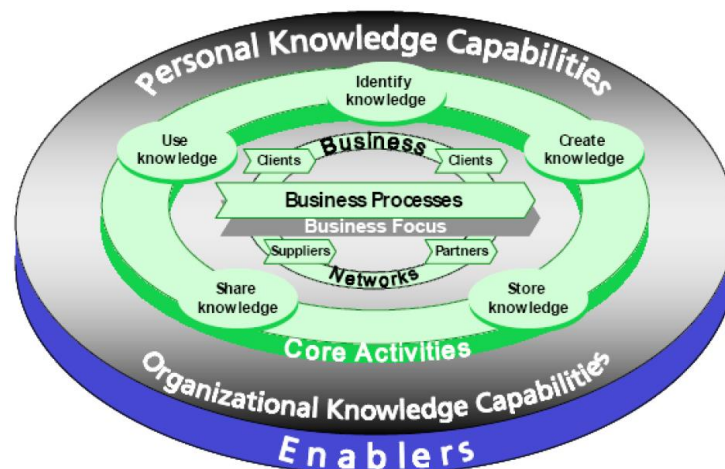 Personal Knowledge Capabilities
Identify
knowledge
Use
knowledge
Create
knowledge
Business
Clients
Clients
Business Processes
Business Focus
Suppliers
Partners
Networks
Share
knowledge
Store
knowledge
Core Activities
Organizational Knowledge Capabilities
Enablers